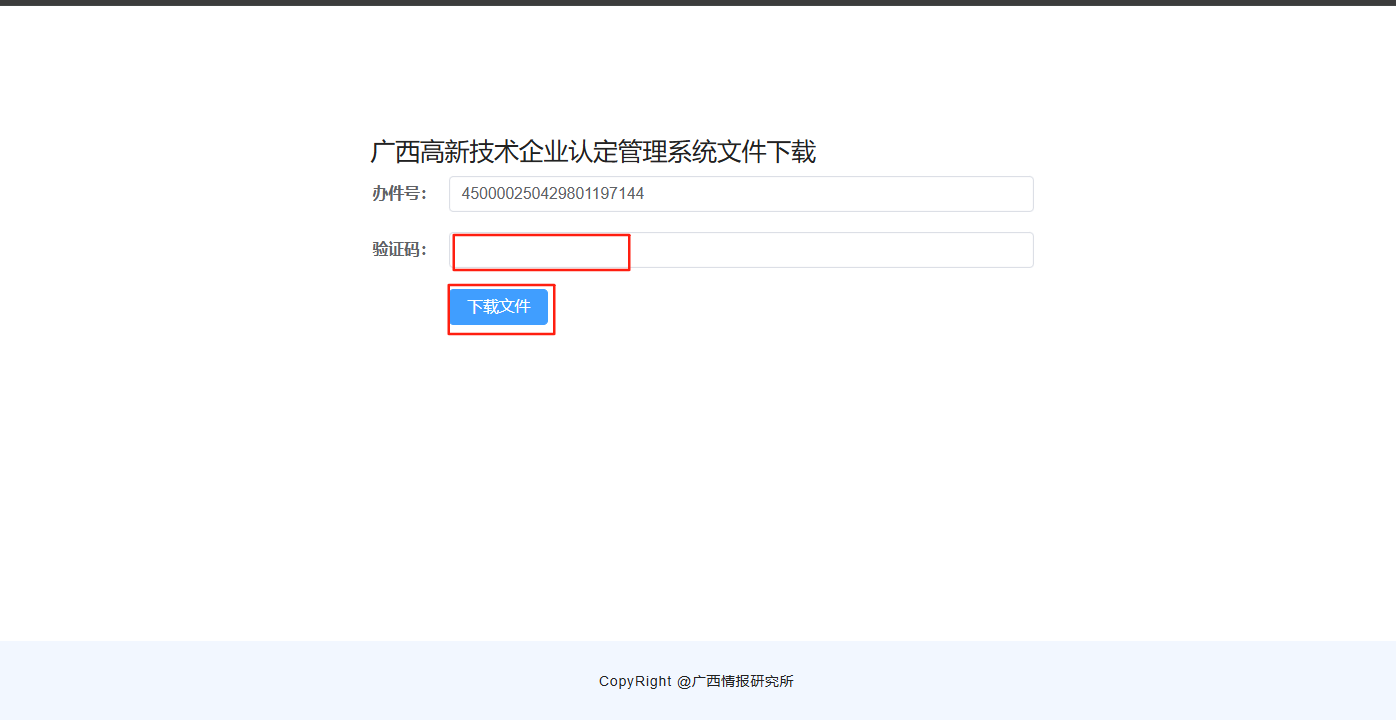 广西高新技术企业认定管理系统文件下载
办件号： 450000250429801197144
验证码：
下载文件
CopyRight @广西情报研究所